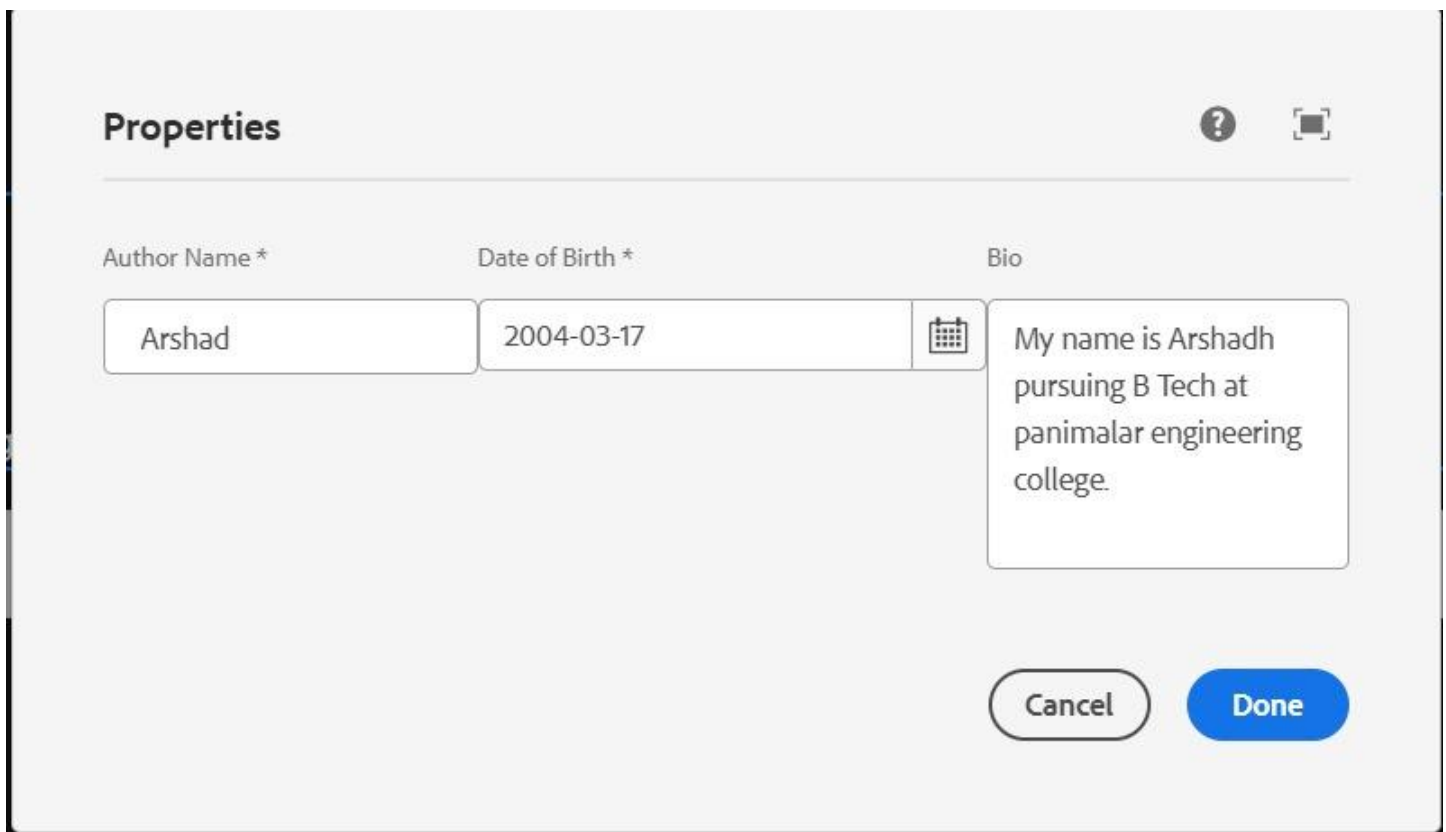 Properties
Author Name *
Date of Birth *
Bio
Arshad
2004-03-17
My name is Arshadh
pursuing B Tech at
panimalar engineering
college.
Cancel
Done